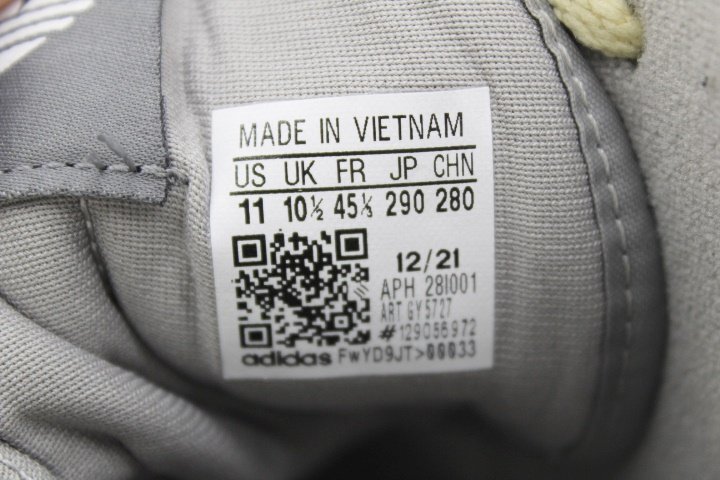 MADE IN VIETNAM
US UK FR JP CHN
11 10½ 45⅓ 290 280
12/21
APH 281001
ART GY5727
#129056972
adidas FwYD9JT>00033